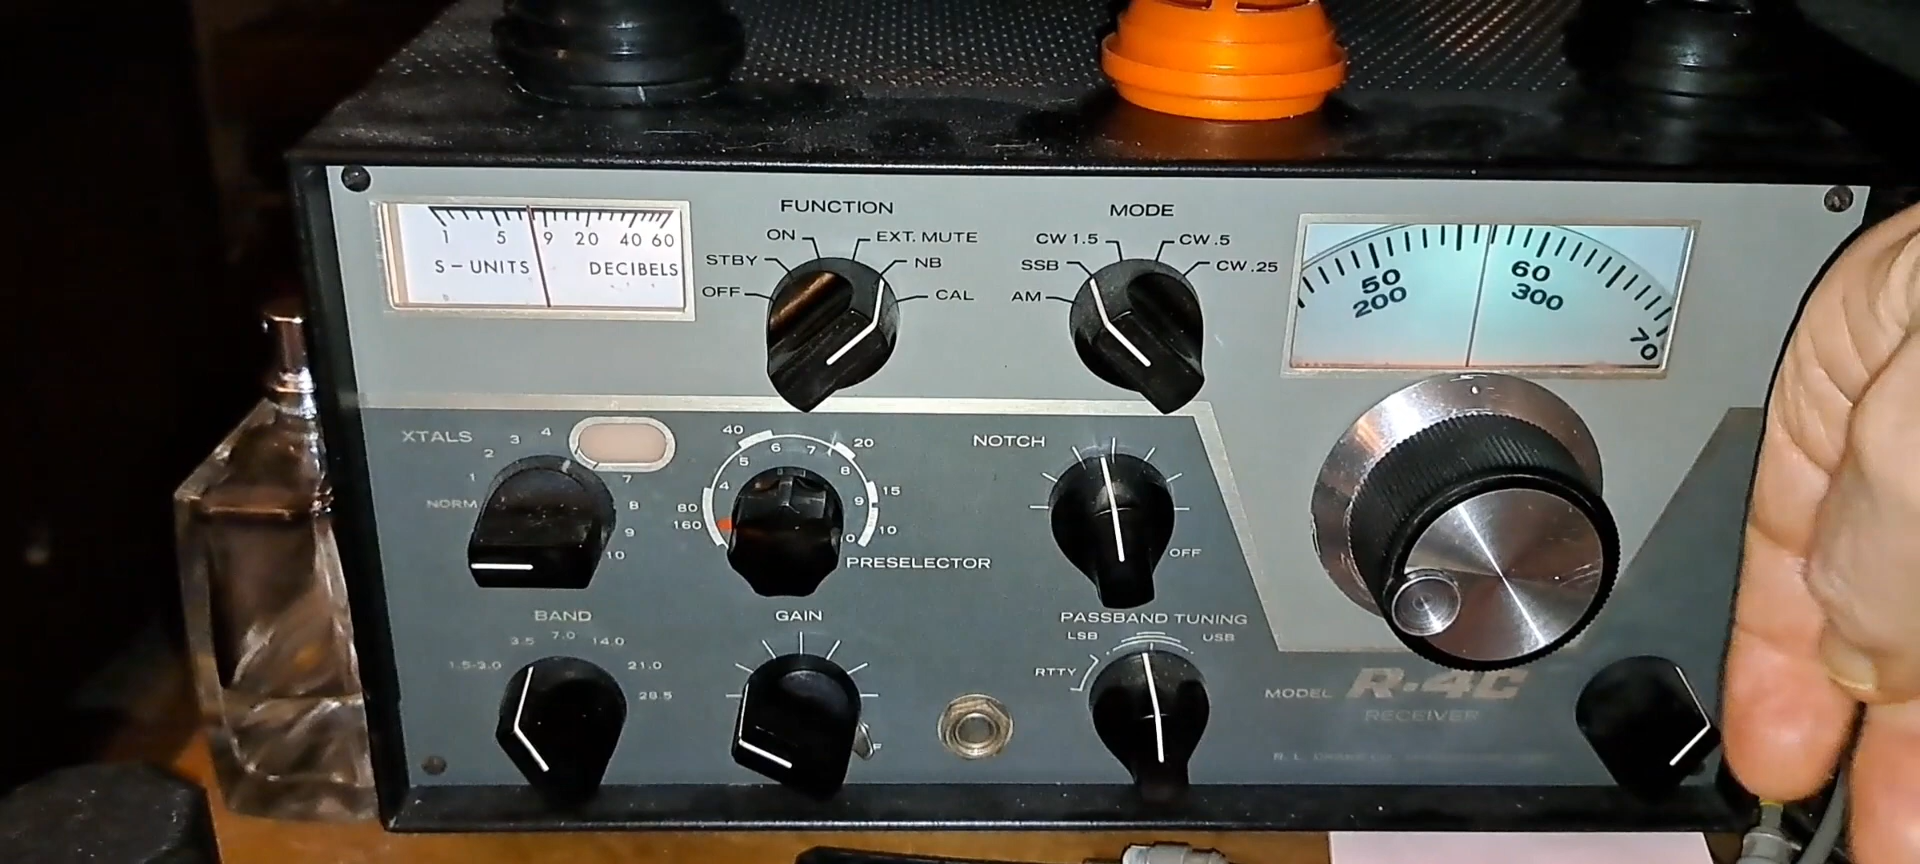 FUNCTION
MODE
ON
EXT. MUTE
STBY
NB
OFF
CAL
CW 1.5
CW .5
SSB
CW .25
AM
1 5 9 20 40 60
S-UNITS DECIBELS
50 60 70
200 300
XTALS
NORM 1 2 3 4 7 8 9 10
40 20
4 5 6 7 8 9
80 15
160 10
PRESELECTOR
NOTCH
OFF
BAND
1.5-3.0 3.5 7.0 14.0 21.0 28.5
GAIN
PASSBAND TUNING
LSB USB
RTTY
MODEL R-4C
RECEIVER